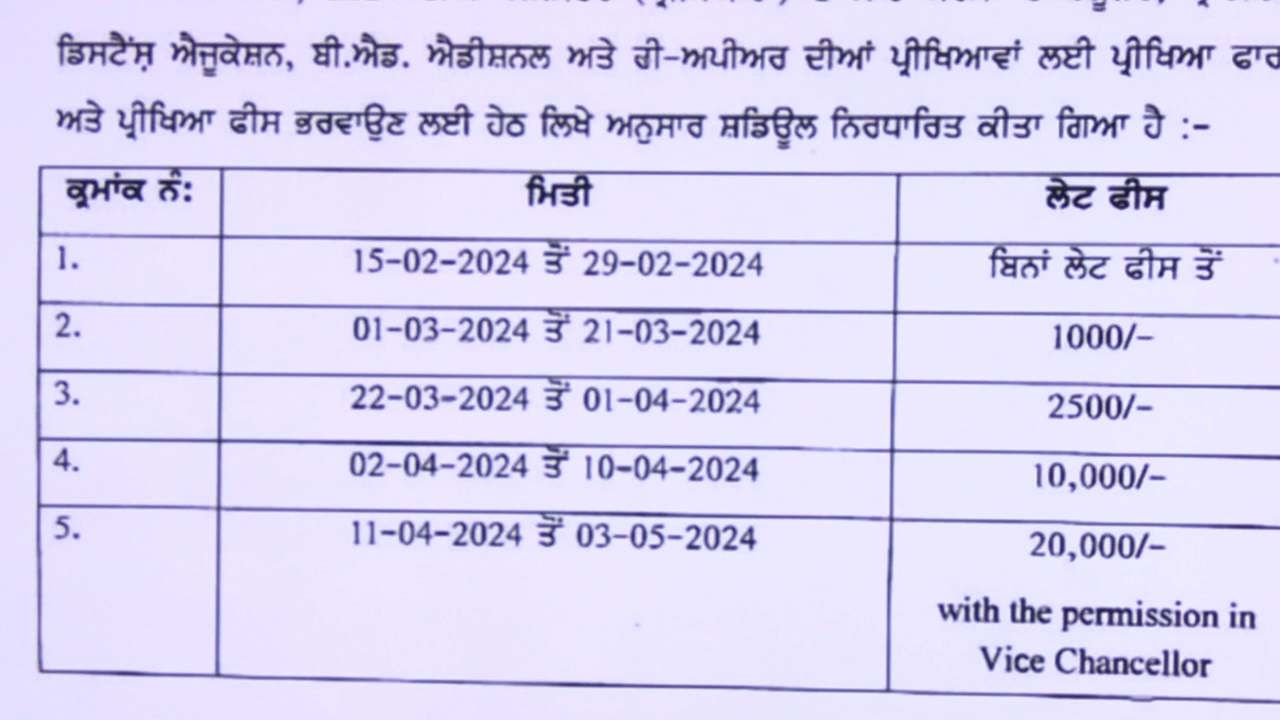 ਡਿਸਟੈਂਸ ਐਜੂਕੇਸ਼ਨ, ਬੀ.ਐਡ. ਐਡੀਸ਼ਨਲ ਅਤੇ ਰੀ-ਅਪੀਅਰ ਦੀਆਂ ਪ੍ਰੀਖਿਆਵਾਂ ਲਈ ਪ੍ਰੀਖਿਆ
ਅਤੇ ਪ੍ਰੀਖਿਆ ਫੀਸ ਭਰਵਾਉਣ ਲਈ ਹੇਠ ਲਿਖੇ ਅਨੁਸਾਰ ਸ਼ਡਿਊਲ ਨਿਰਧਾਰਿਤ ਕੀਤਾ ਗਿਆ ਹੈ :-
ਕ੍ਰਮਾਂਕ ਨੰ: ਮਿਤੀ ਲੇਟ ਫੀਸ
1. 15-02-2024 ਤੋਂ 29-02-2024 ਬਿਨਾਂ ਲੇਟ ਫੀਸ ਤੋਂ
2. 01-03-2024 ਤੋਂ 21-03-2024 1000/-
3. 22-03-2024 ਤੋਂ 01-04-2024 2500/-
4. 02-04-2024 ਤੋਂ 10-04-2024 10,000/-
5. 11-04-2024 ਤੋਂ 03-05-2024 20,000/-
with the permission in
Vice Chancellor